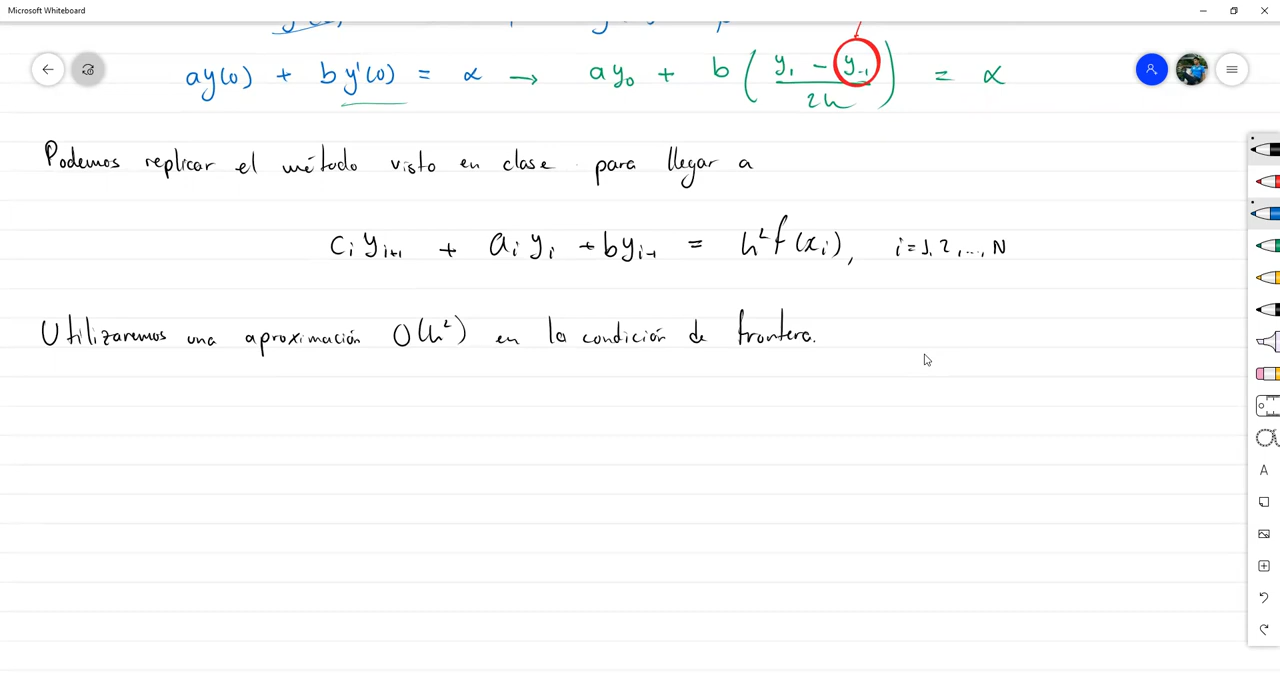 Microsoft Whiteboard
ay(0) + by'(0) = α → ay₀ + b((y₁ - y₋₁)/2h) = α
Podemos replicar el método visto en clase para llegar a
cᵢyᵢ₊₁ + aᵢyᵢ + byᵢ₋₁ = h²f(xᵢ), i=1,2,...,N
Utilizaremos una aproximación O(h²) en la condición de frontera.
A